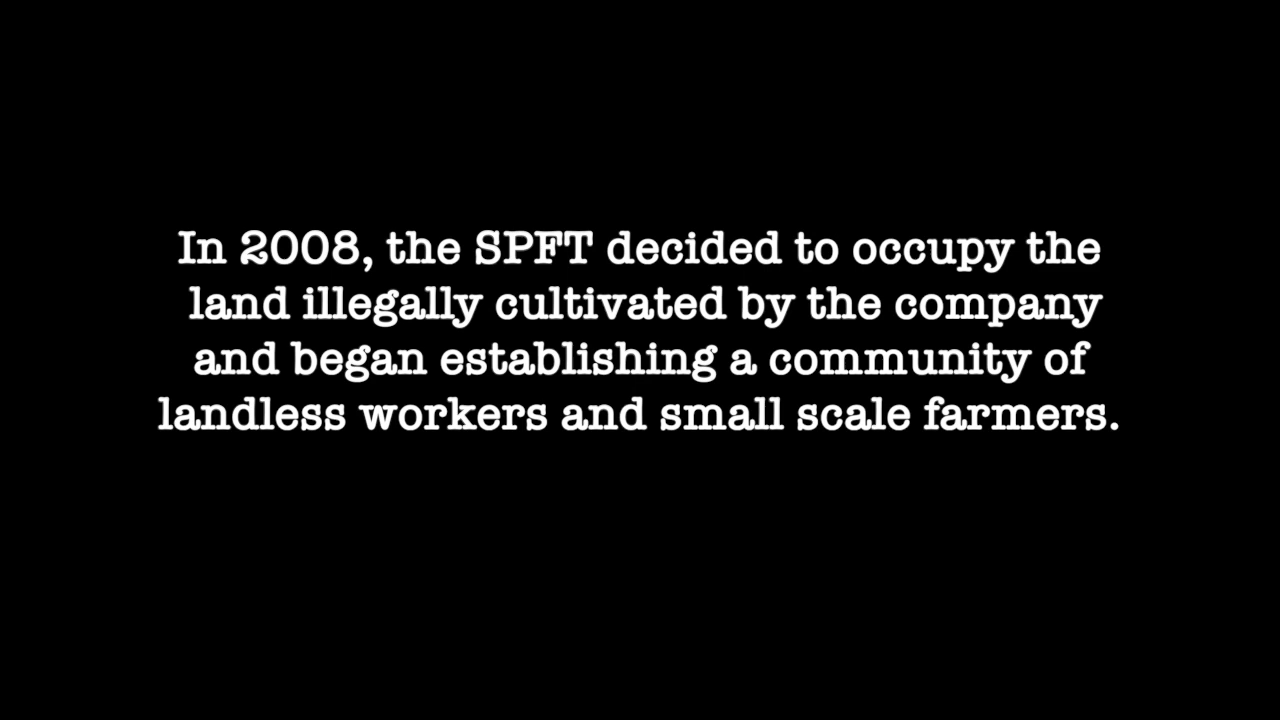 In 2008, the SPFT decided to occupy the
land illegally cultivated by the company
and began establishing a community of
landless workers and small scale farmers.